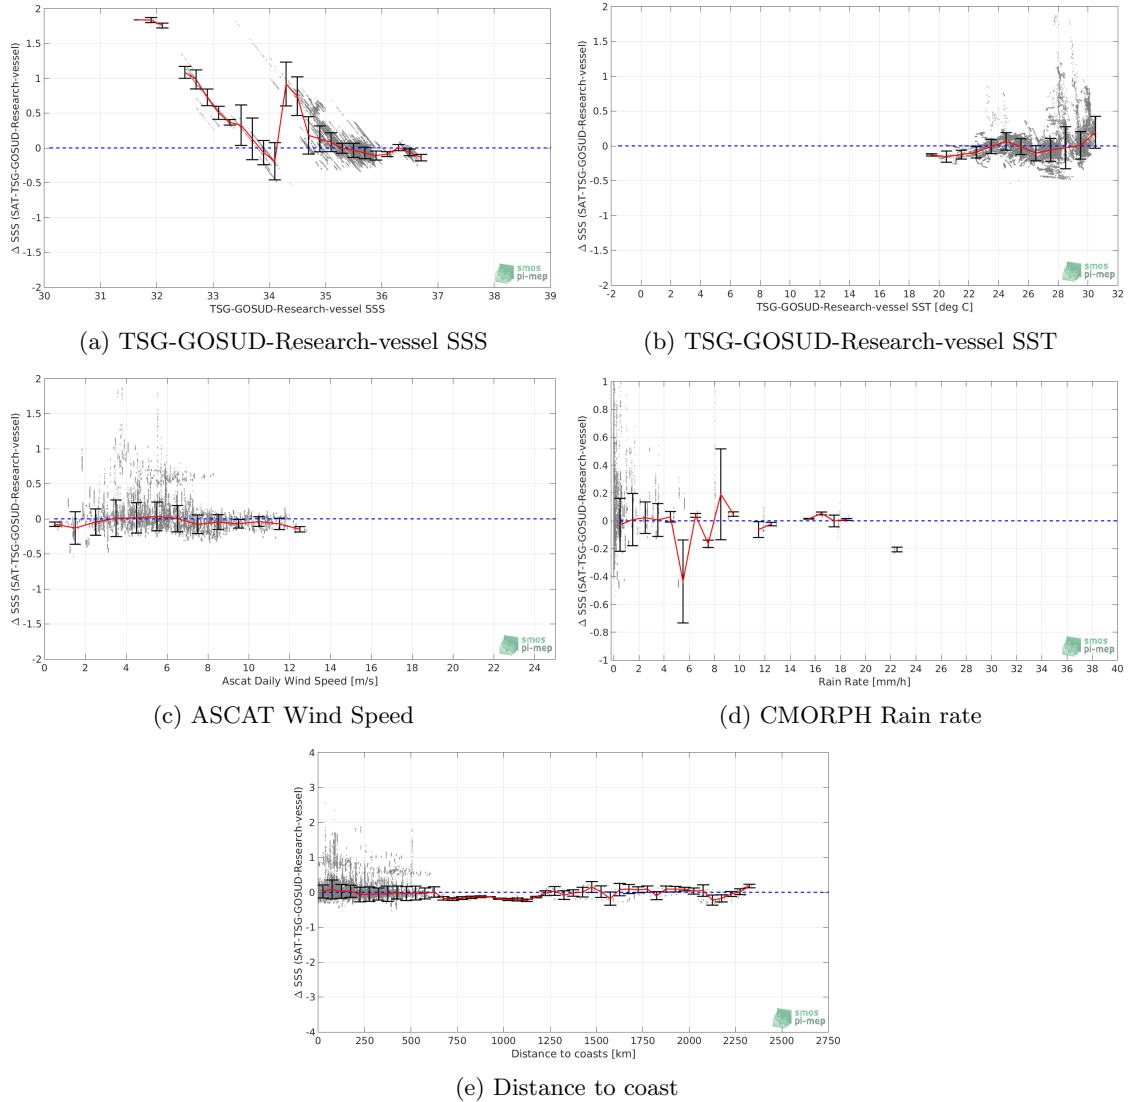 Δ SSS (SAT-TSG-GOSUD-Research-vessel)
2
1.5
1
0.5
0
-0.5
-1
-1.5
-2
30 31 32 33 34 35 36 37 38 39
TSG-GOSUD-Research-vessel SSS
smos
pi-mep
(a) TSG-GOSUD-Research-vessel SSS
Δ SSS (SAT-TSG-GOSUD-Research-vessel)
2
1.5
1
0.5
0
-0.5
-1
-1.5
-2
-2 0 2 4 6 8 10 12 14 16 18 20 22 24 26 28 30 32
TSG-GOSUD-Research-vessel SST [deg C]
smos
pi-mep
(b) TSG-GOSUD-Research-vessel SST
Δ SSS (SAT-TSG-GOSUD-Research-vessel)
2
1.5
1
0.5
0
-0.5
-1
-1.5
-2
0 2 4 6 8 10 12 14 16 18 20 22 24
Ascat Daily Wind Speed [m/s]
smos
pi-mep
(c) ASCAT Wind Speed
Δ SSS (SAT-TSG-GOSUD-Research-vessel)
1
0.8
0.6
0.4
0.2
0
-0.2
-0.4
-0.6
-0.8
-1
0 2 4 6 8 10 12 14 16 18 20 22 24 26 28 30 32 34 36 38 40
Rain Rate [mm/h]
smos
pi-mep
(d) CMORPH Rain rate
Δ SSS (SAT-TSG-GOSUD-Research-vessel)
4
3
2
1
0
-1
-2
-3
-4
0 250 500 750 1000 1250 1500 1750 2000 2250 2500 2750
Distance to coasts [km]
smos
pi-mep
(e) Distance to coast